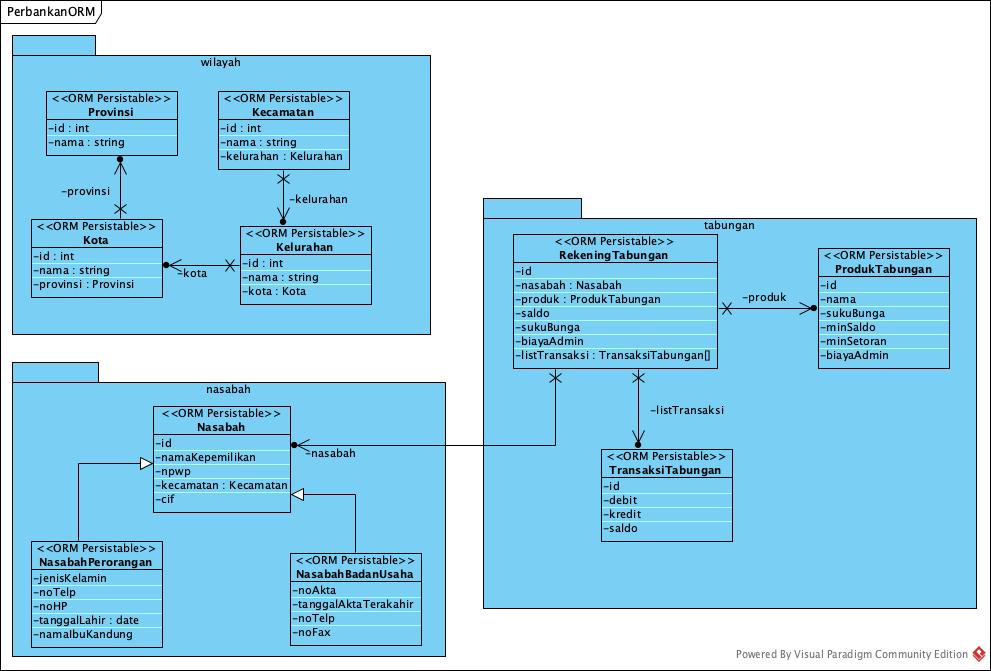 PerbankanORM
wilayah
<<ORM Persistable>>
Provinsi
-id : int
-nama : string
<<ORM Persistable>>
Kecamatan
-id : int
-nama : string
-kelurahan : Kelurahan
-provinsi
-kelurahan
<<ORM Persistable>>
Kota
-id : int
-nama : string
-provinsi : Provinsi
-kota
<<ORM Persistable>>
Kelurahan
-id : int
-nama : string
-kota : Kota
tabungan
<<ORM Persistable>>
RekeningTabungan
-id
-nasabah : Nasabah
-produk : ProdukTabungan
-saldo
-sukuBunga
-biayaAdmin
-listTransaksi : TransaksiTabungan[]
-produk
<<ORM Persistable>>
ProdukTabungan
-id
-nama
-sukuBunga
-minSaldo
-minSetoran
-biayaAdmin
-listTransaksi
<<ORM Persistable>>
TransaksiTabungan
-id
-debit
-kredit
-saldo
nasabah
<<ORM Persistable>>
Nasabah
-id
-namaKepemilikan
-npwp
-kecamatan : Kecamatan
-cif
-nasabah
<<ORM Persistable>>
NasabahPerorangan
-jenisKelamin
-noTelp
-noHP
-tanggalLahir : date
-namaIbuKandung
<<ORM Persistable>>
NasabahBadanUsaha
-noAkta
-tanggalAktaTerakahir
-noTelp
-noFax
Powered By Visual Paradigm Community Edition